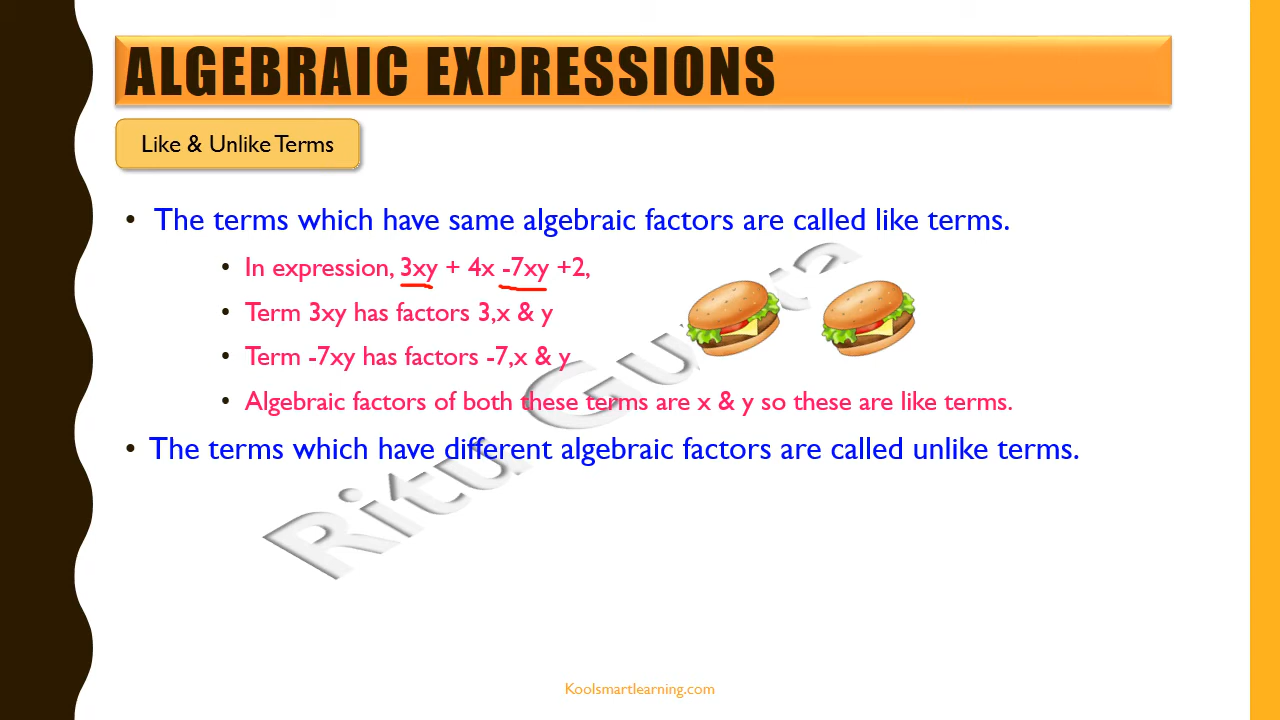 ALGEBRAIC EXPRESSIONS
Like & Unlike Terms
• The terms which have same algebraic factors are called like terms.
• In expression, 3xy + 4x -7xy +2,
• Term 3xy has factors 3,x & y
• Term -7xy has factors -7,x & y
• Algebraic factors of both these terms are x & y so these are like terms.
• The terms which have different algebraic factors are called unlike terms.
Ritu Gupta
Koolsmartlearning.com